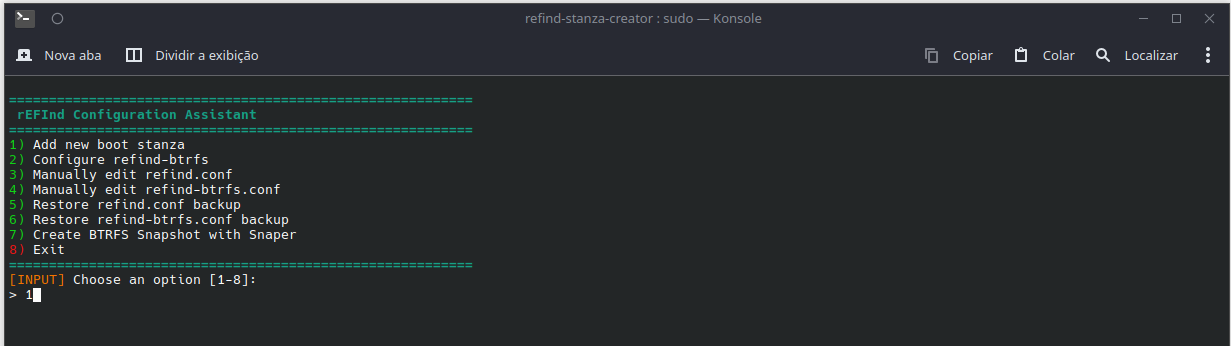 refind-stanza-creator : sudo — Konsole
Nova aba Dividir a exibição Copiar Colar Localizar
==========================================================
rEFInd Configuration Assistant
==========================================================
1) Add new boot stanza
2) Configure refind-btrfs
3) Manually edit refind.conf
4) Manually edit refind-btrfs.conf
5) Restore refind.conf backup
6) Restore refind-btrfs.conf backup
7) Create BTRFS Snapshot with Snaper
8) Exit
==========================================================
[INPUT] Choose an option [1-8]:
> 1